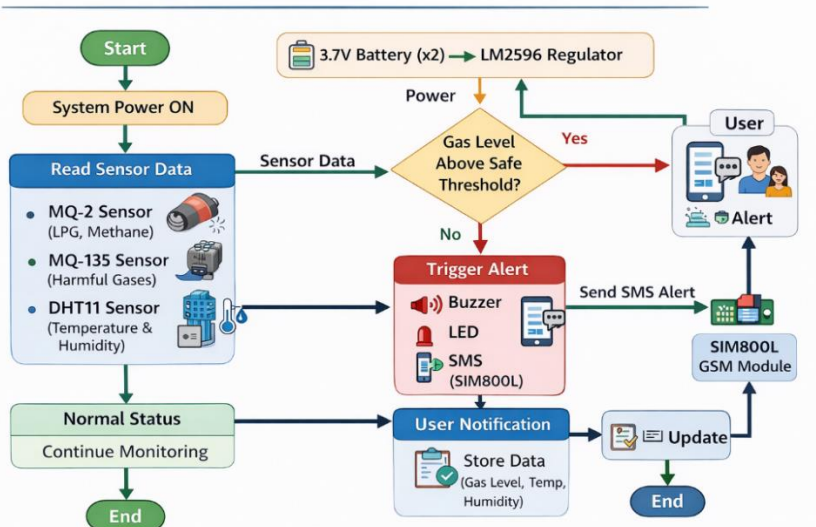 Start
3.7V Battery (x2) → LM2596 Regulator
System Power ON
Power
Read Sensor Data
Sensor Data
Gas Level
Above Safe
Threshold?
Yes
User
Alert
MQ-2 Sensor
(LPG, Methane)
MQ-135 Sensor
(Harmful Gases)
DHT11 Sensor
(Temperature &
Humidity)
No
Trigger Alert
Buzzer
LED
SMS
(SIM800L)
Send SMS Alert
SIM800L
GSM Module
Normal Status
Continue Monitoring
User Notification
Store Data
(Gas Level, Temp,
Humidity)
Update
End
End